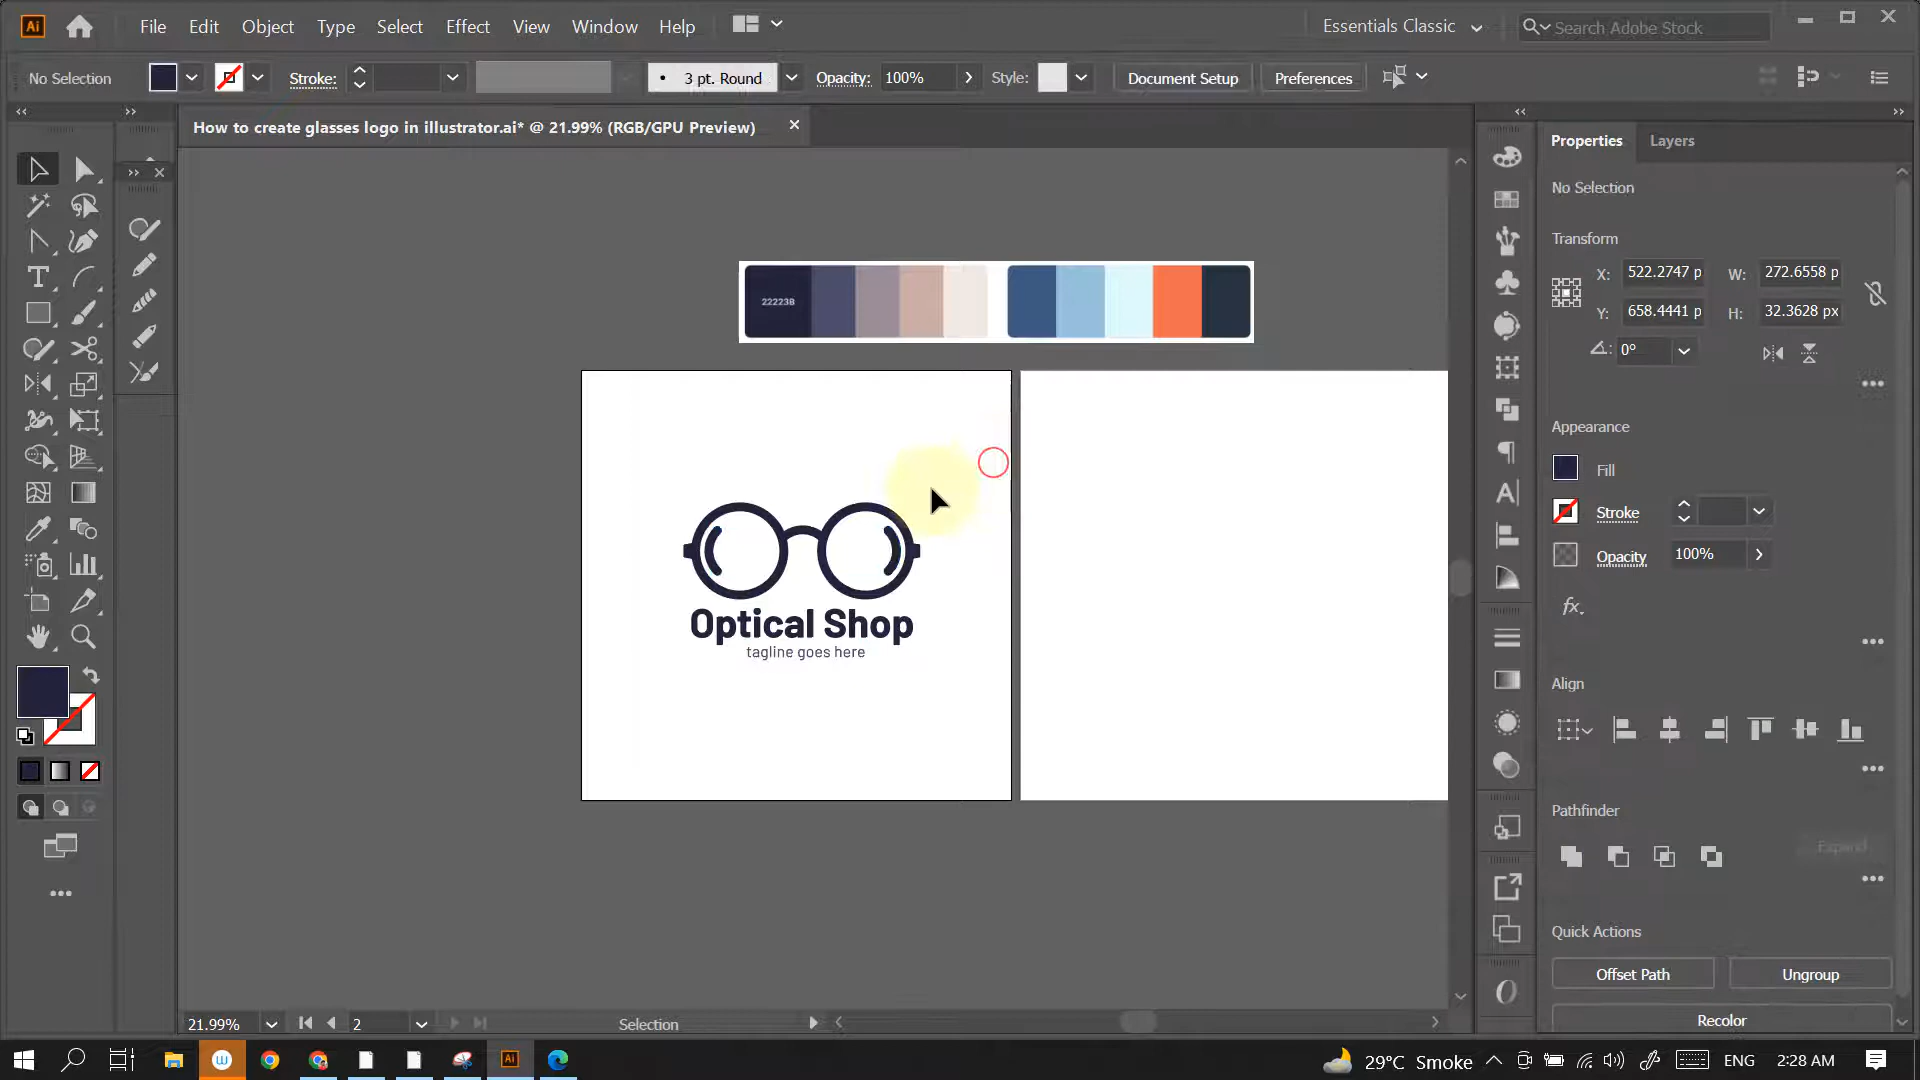 Ai File Edit Object Type Select Effect View Window Help Essentials Classic Search Adobe Stock
No Selection Stroke: 3 pt. Round Opacity: 100% Style: Document Setup Preferences
How to create glasses logo in illustrator.ai* @ 21.99% (RGB/GPU Preview)
Properties Layers
No Selection
Transform
X: 522.2747 p W: 272.6558 p
Y: 658.4441 p H: 32.3628 px
0°
222238
Appearance
Fill
Stroke
Opacity 100%
fx.
Optical Shop
tagline goes here
Align
Pathfinder
Expand
Quick Actions
Offset Path Ungroup
Recolor
21.99% 2 Selection
Ai 29°C Smoke ENG 2:28 AM